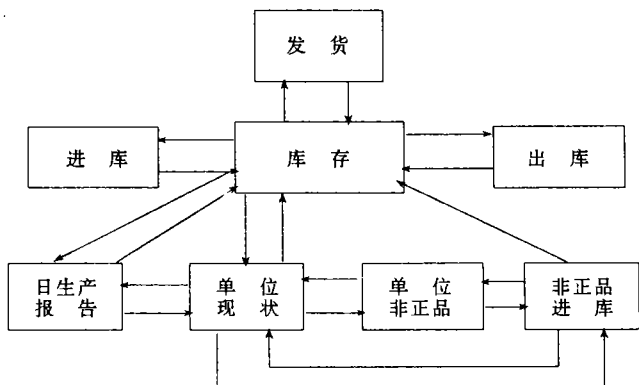 发 货
进 库
库 存
出 库
日生产
报 告
单 位
现 状
单 位
非正品
非正品
进 库